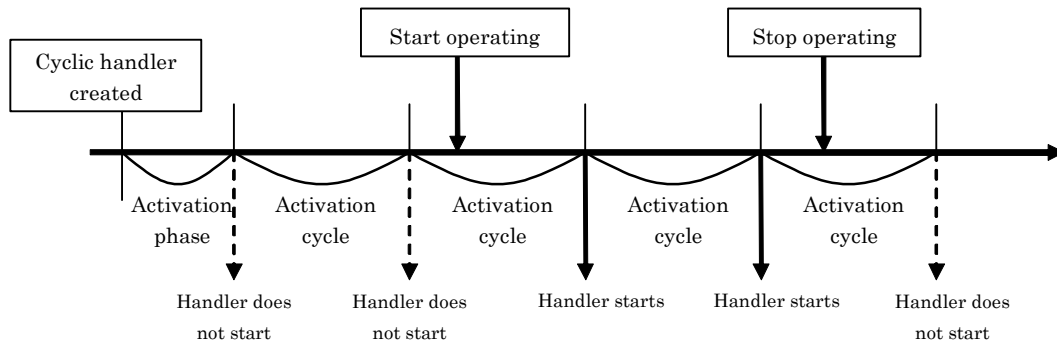 Start operating
Stop operating
Cyclic handler
created
Activation
phase
Activation
cycle
Activation
cycle
Activation
cycle
Activation
cycle
Handler does
not start
Handler does
not start
Handler starts
Handler starts
Handler does
not start